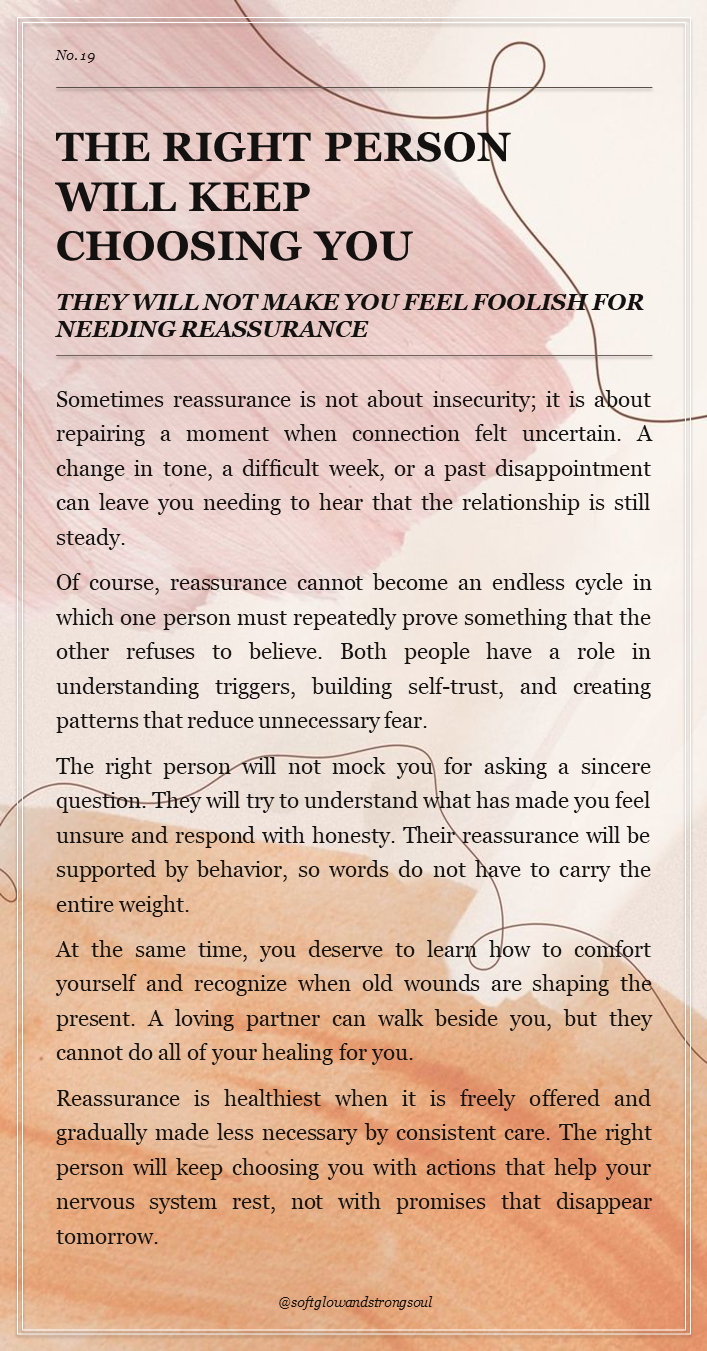 No.19
THE RIGHT PERSON
WILL KEEP
CHOOSING YOU
THEY WILL NOT MAKE YOU FEEL FOOLISH FOR
NEEDING REASSURANCE
Sometimes reassurance is not about insecurity; it is about
repairing a moment when connection felt uncertain. A
change in tone, a difficult week, or a past disappointment
can leave you needing to hear that the relationship is still
steady.
Of course, reassurance cannot become an endless cycle in
which one person must repeatedly prove something that the
other refuses to believe. Both people have a role in
understanding triggers, building self-trust, and creating
patterns that reduce unnecessary fear.
The right person will not mock you for asking a sincere
question. They will try to understand what has made you feel
unsure and respond with honesty. Their reassurance will be
supported by behavior, so words do not have to carry the
entire weight.
At the same time, you deserve to learn how to comfort
yourself and recognize when old wounds are shaping the
present. A loving partner can walk beside you, but they
cannot do all of your healing for you.
Reassurance is healthiest when it is freely offered and
gradually made less necessary by consistent care. The right
person will keep choosing you with actions that help your
nervous system rest, not with promises that disappear
tomorrow.
@softglowandstrongsoul